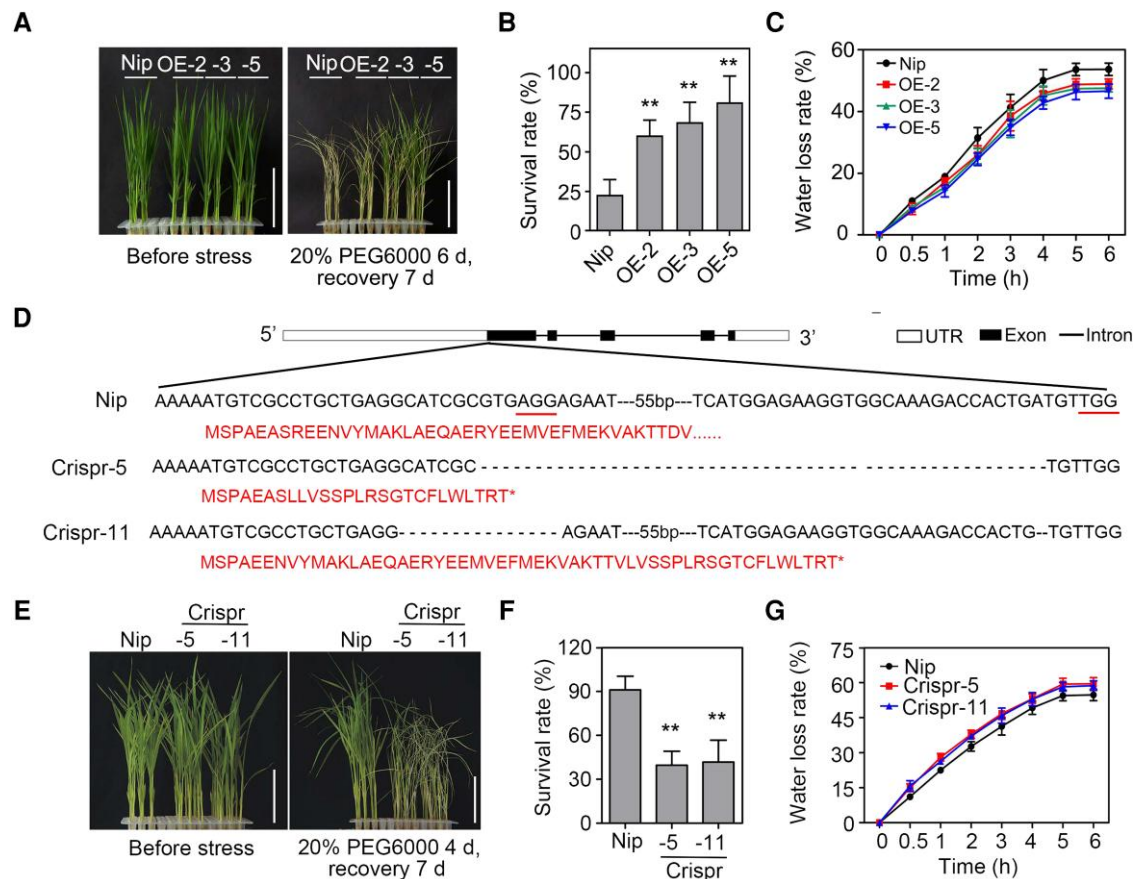 A
Nip OE-2 -3 -5
Nip OE-2 -3 -5
Before stress
20% PEG6000 6 d,
recovery 7 d
B
Survival rate (%)
100
75
50
25
0
**
**
**
Nip
OE-2
OE-3
OE-5
C
Water loss rate (%)
60
40
20
0
Nip
OE-2
OE-3
OE-5
0 0.5 1 2 3 4 5 6
Time (h)
D
5’
3’
UTR Exon Intron
Nip AAAAATGTCGCCTGCTGAGGCATCGCGTGAGGAGAAT---55bp---TCATGGAGAAGGTGGCAAAGACCACTGATGTTGG
MSPAEASREENVYMAKLAEQAERYEEMVEFMEKVAKTTDV......
Crispr-5 AAAAATGTCGCCTGCTGAGGCATCGC- - - - - - - - - - - - - - - - - - - - - - - - - - - - - - - - - - - - - - - - - - - - - - -TGTTGG
MSPAEASLLVSSPLRSGTCFLWLTRT*
Crispr-11 AAAAATGTCGCCTGCTGAGG- - - - - - - - - - - - -AGAAT---55bp---TCATGGAGAAGGTGGCAAAGACCACTG--TGTTGG
MSPAEENVYMAKLAEQAERYEEMVEFMEKVAKTTVLVSSPLRSGTCFLWLTRT*
E
Crispr
Nip -5 -11
Crispr
Nip -5 -11
Before stress
20% PEG6000 4 d,
recovery 7 d
F
Survival rate (%)
120
90
60
30
0
**
**
Nip
-5 -11
Crispr
G
Water loss rate (%)
75
60
45
30
15
0
Nip
Crispr-5
Crispr-11
0 0.5 1 2 3 4 5 6
Time (h)